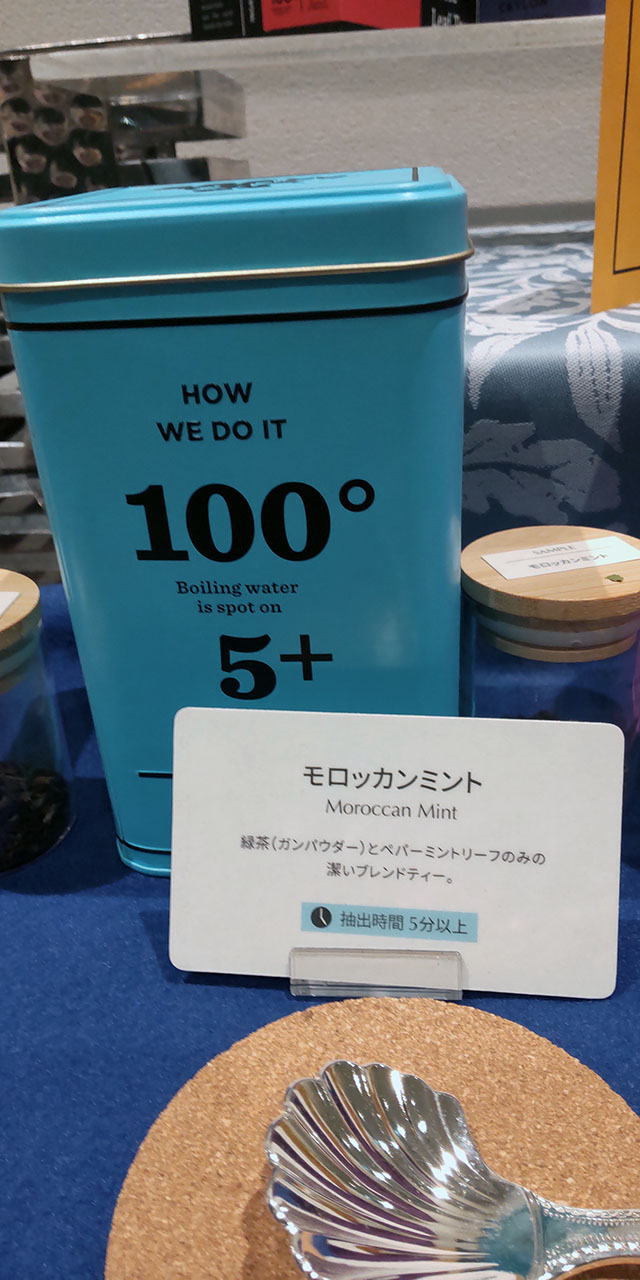 CEYLON
HOW
WE DO IT
100°
Boiling water
is spot on
5+
SAMPLE
モロッカンミント
モロッカンミント
Moroccan Mint
緑茶（ガンパウダー）とペパーミントリーフのみの
潔いブレンドティー。
抽出時間 5分以上